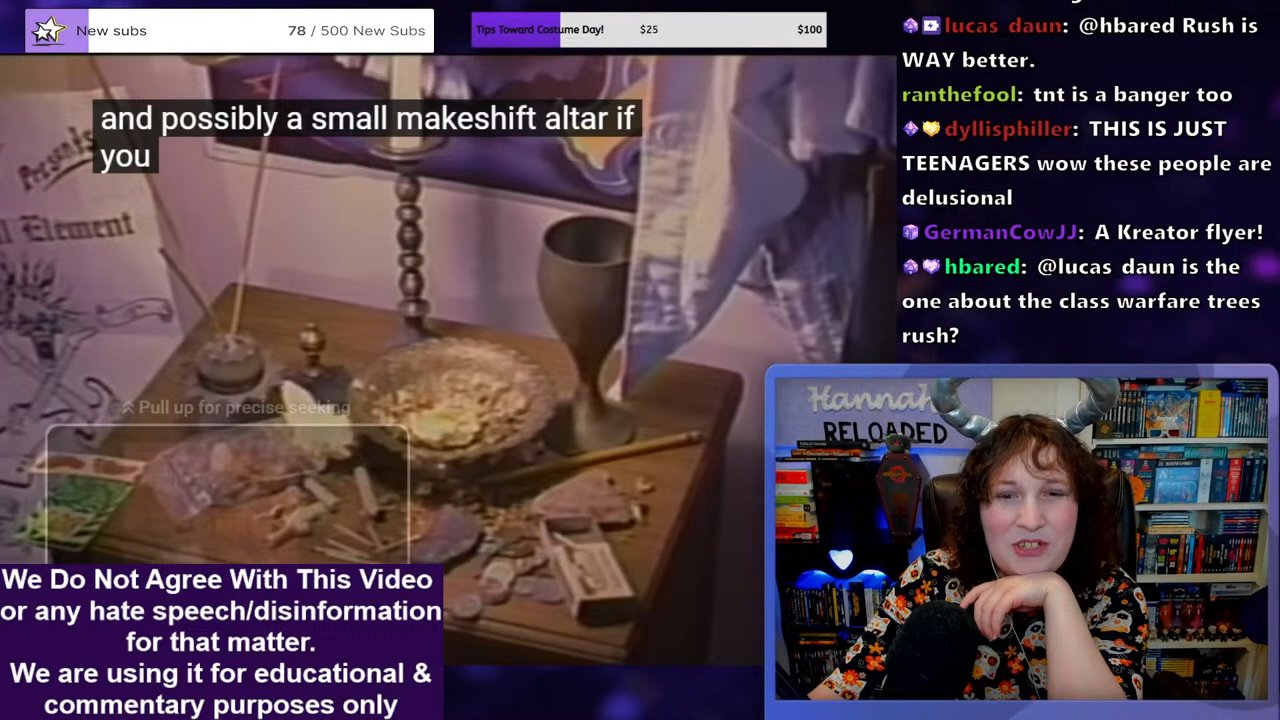 New subs
78 / 500 New Subs
Tips Toward Costume Day!
$25
$100
and possibly a small makeshift altar if
you
Presents
l Element
Pull up for precise seeking
We Do Not Agree With This Video
or any hate speech/disinformation
for that matter.
We are using it for educational &
commentary purposes only
lucas daun: @hbared Rush is
WAY better.
ranthefool: tnt is a banger too
dyllisphiller: THIS IS JUST
TEENAGERS wow these people are
delusional
GermanCowJJ: A Kreator flyer!
hbared: @lucas daun is the
one about the class warfare trees
rush?
Hannah
RELOADED